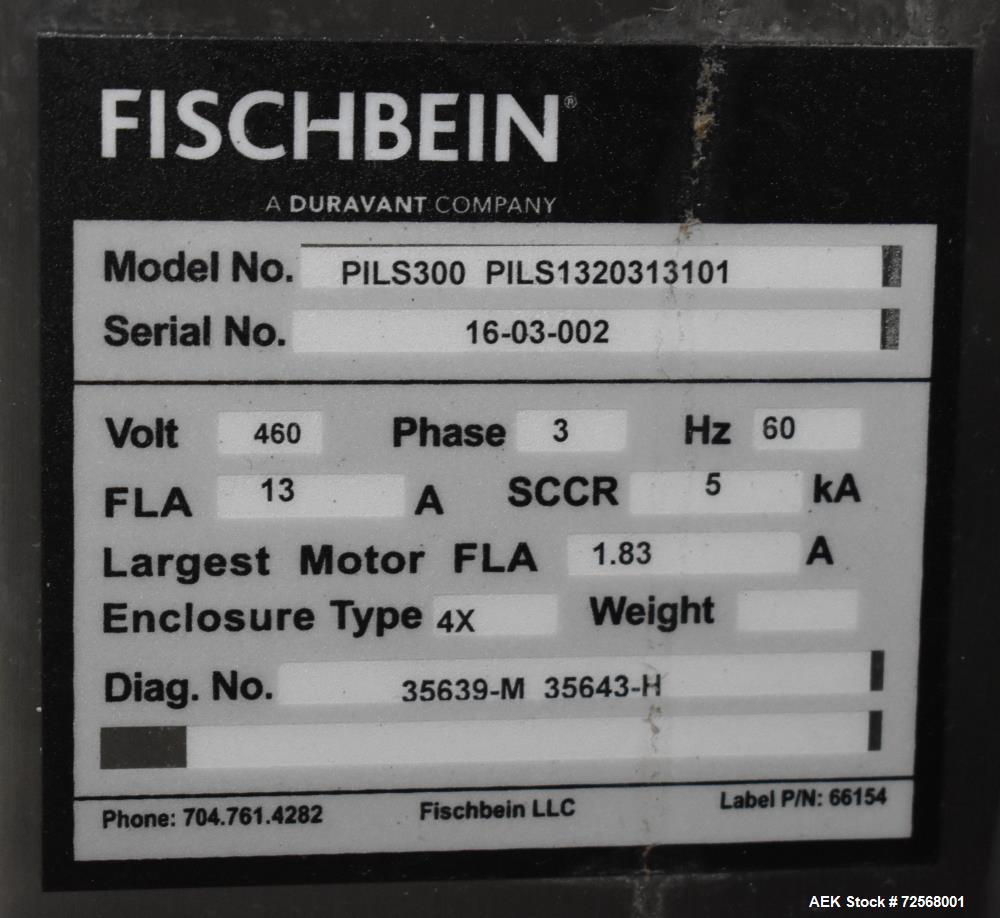 FISCHBEIN®
A DURAVANT COMPANY
Model No. PILS300 PILS1320313101
Serial No. 16-03-002
Volt 460 Phase 3 Hz 60
FLA 13 A SCCR 5 kA
Largest Motor FLA 1.83 A
Enclosure Type 4X Weight
Diag. No. 35639-M 35643-H
Phone: 704.761.4282 Fischbein LLC Label P/N: 66154
AEK Stock # 72568001